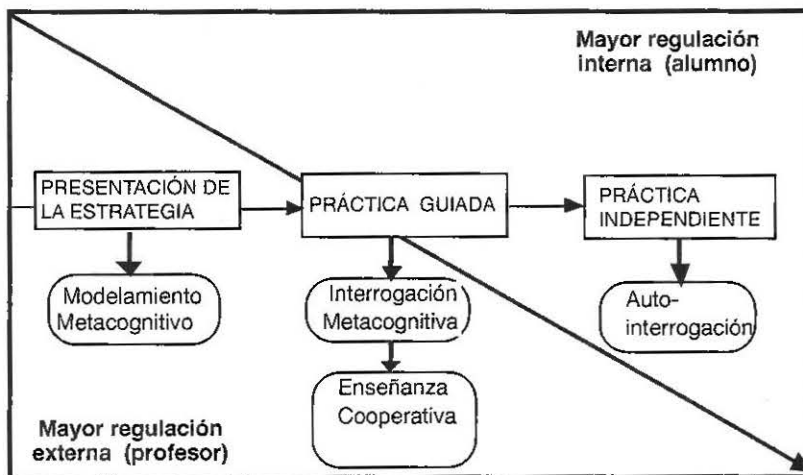 Mayor regulación
interna (alumno)
PRESENTACIÓN DE
LA ESTRATEGIA
PRÁCTICA GUIADA
PRÁCTICA
INDEPENDIENTE
Modelamiento
Metacognitivo
Interrogación
Metacognitiva
Auto-
interrogación
Enseñanza
Cooperativa
Mayor regulación
externa (profesor)